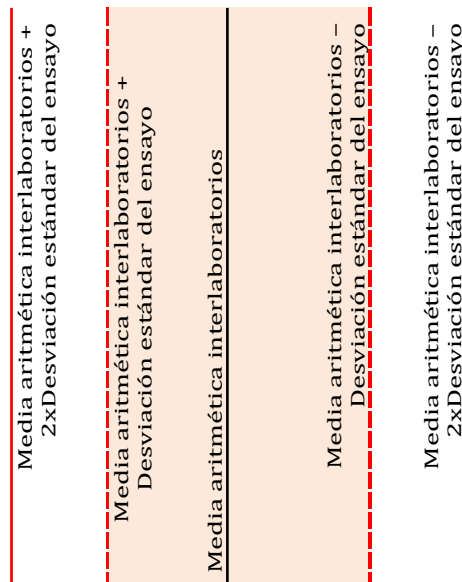 Media aritmética interlaboratorios +
2xDesviación estándar del ensayo
Media aritmética interlaboratorios +
Desviación estándar del ensayo
Media aritmética interlaboratorios
Media aritmética interlaboratorios –
Desviación estándar del ensayo
Media aritmética interlaboratorios –
2xDesviación estándar del ensayo